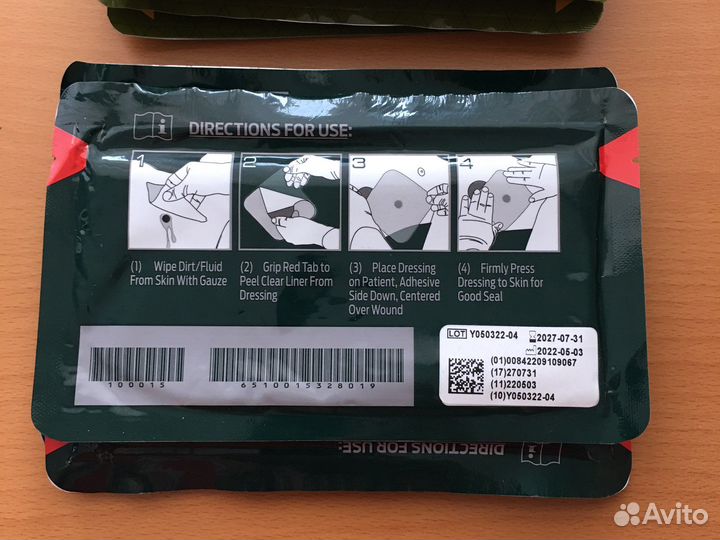 DIRECTIONS FOR USE:
1
2
3
4
(1) Wipe Dirt/Fluid
From Skin With Gauze
(2) Grip Red Tab to
Peel Clear Liner From
Dressing
(3) Place Dressing
on Patient, Adhesive
Side Down, Centered
Over Wound
(4) Firmly Press
Dressing to Skin for
Good Seal
100015
6510015328019
LOT Y050322-04 2027-07-31
2022-05-03
(01)00842209109067
(17)270731
(11)220503
(10)Y050322-04
DIRECTIONS FOR USE:
Avito